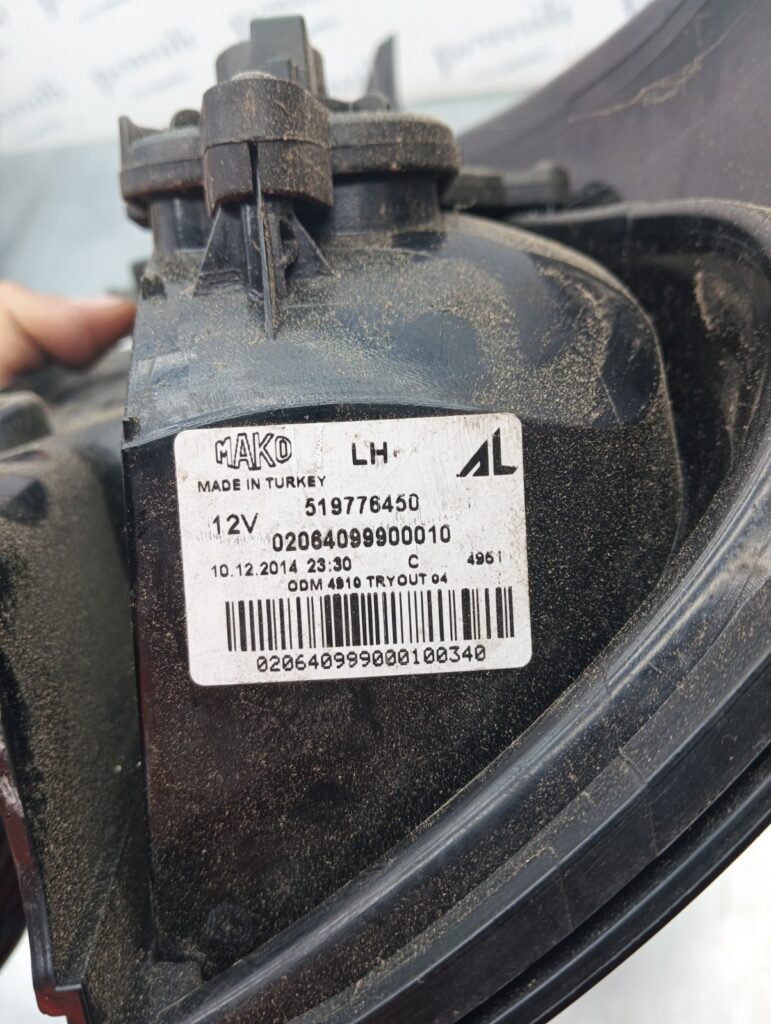 MAKO LH AL
MADE IN TURKEY
519776450
12V
02064099900010
10.12.2014 23:30 C 4951
ODM 4910 TRYOUT 04
020640999000100340